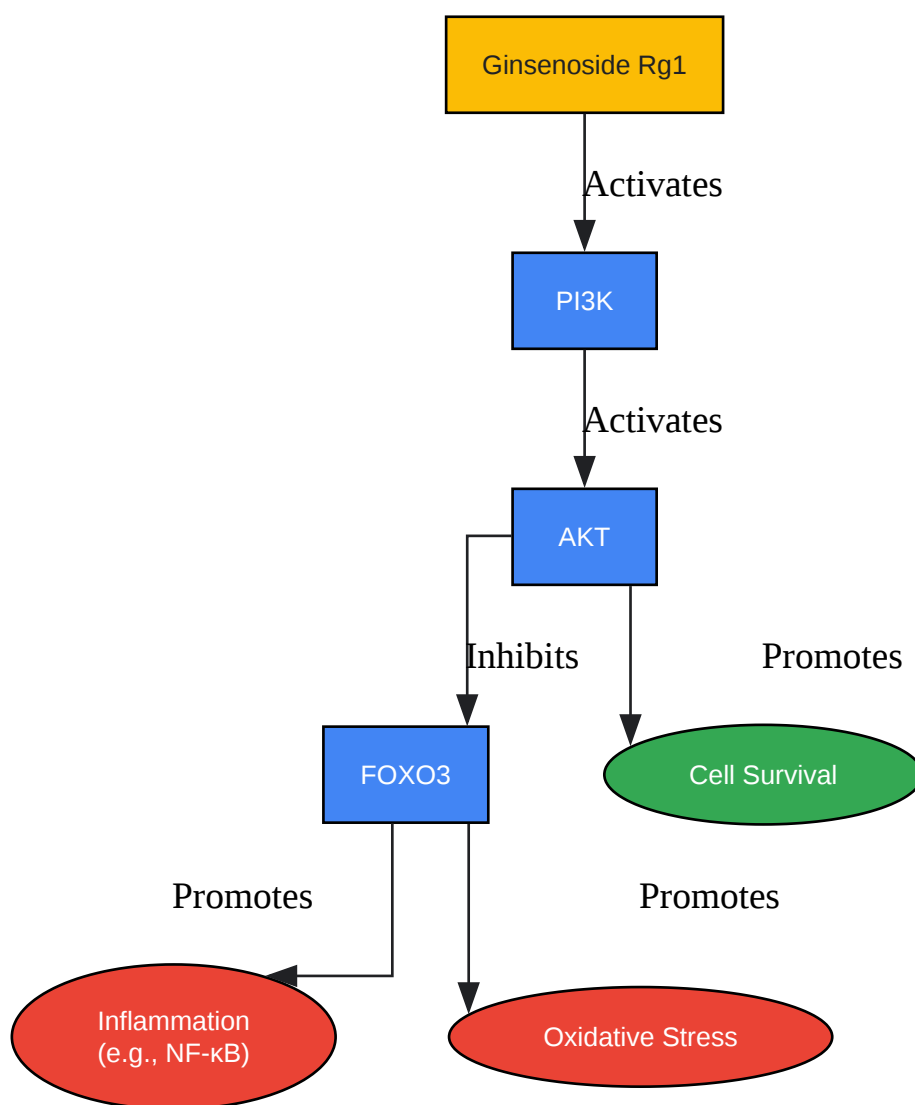 Ginsenoside Rg1
Activates
PI3K
Activates
AKT
Inhibits
Promotes
FOXO3
Cell Survival
Promotes
Promotes
Inflammation
(e.g., NF-κB)
Oxidative Stress